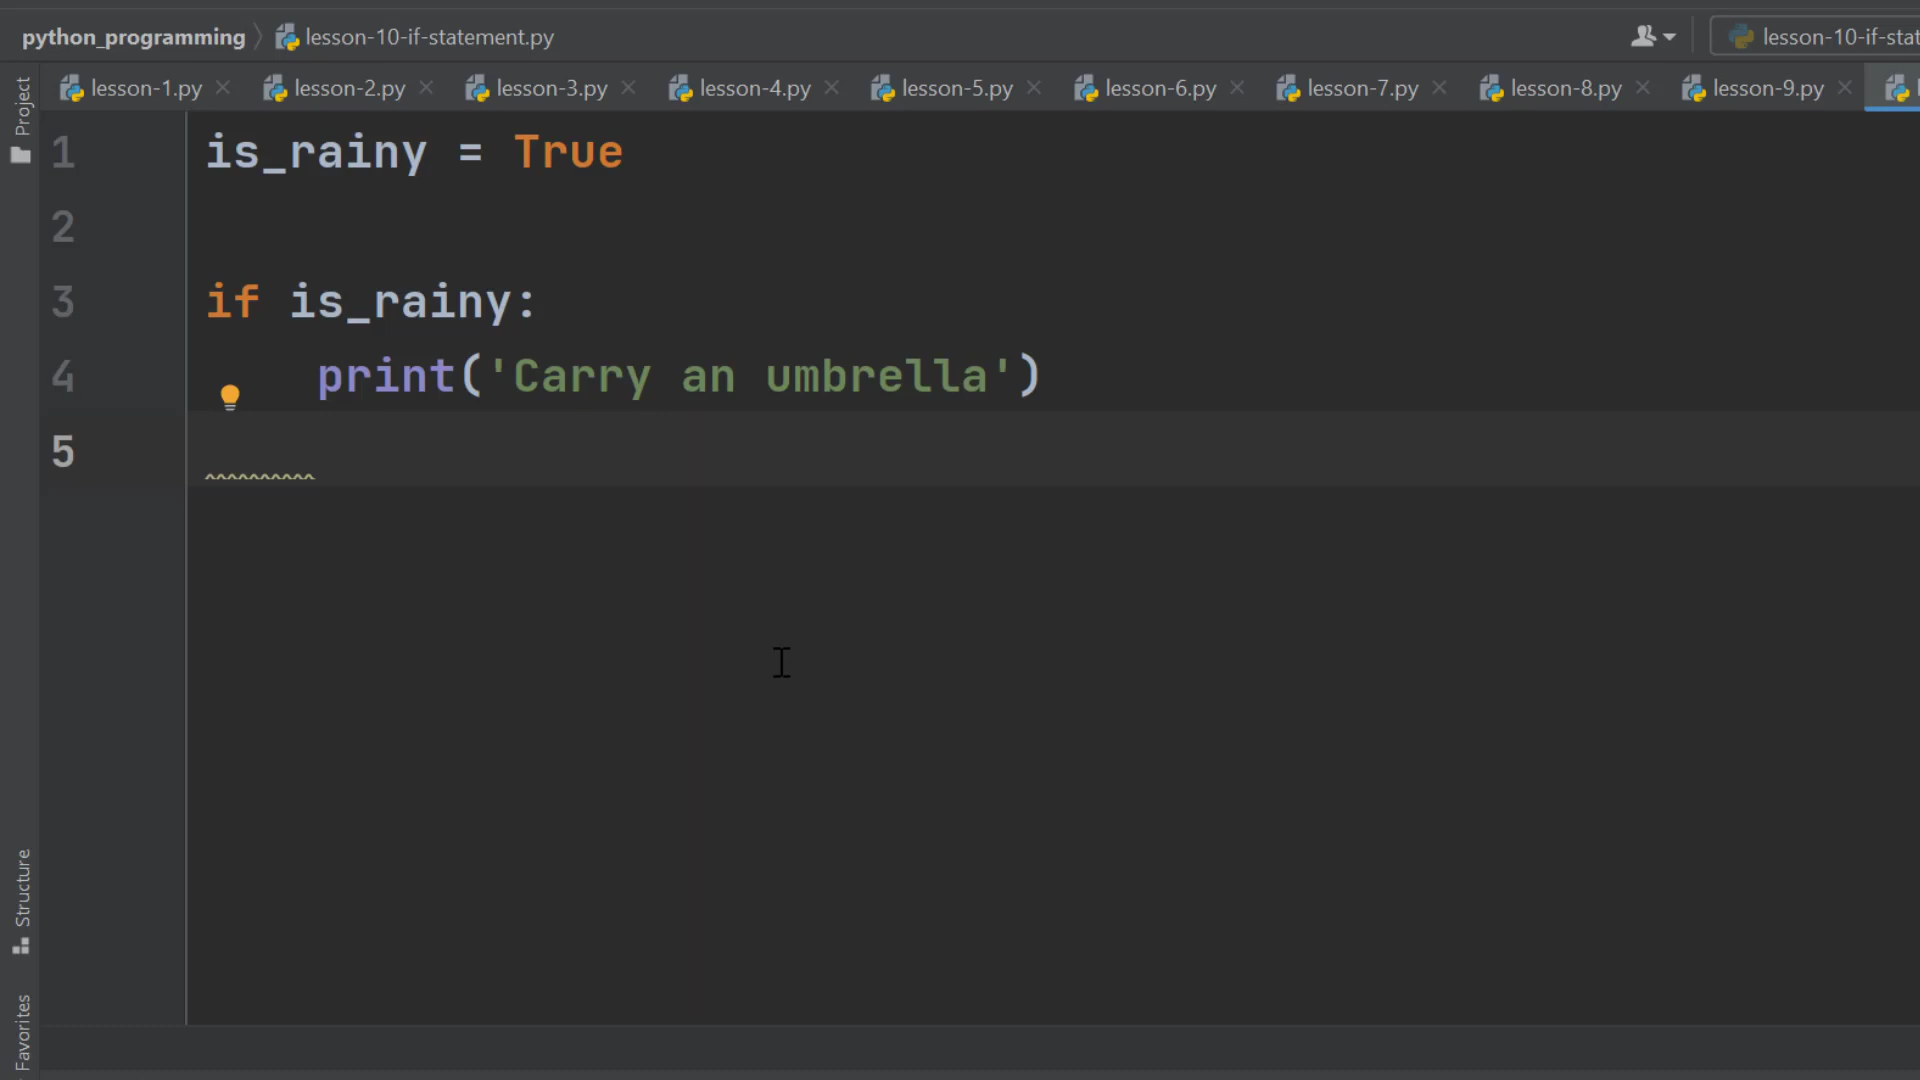 python_programming lesson-10-if-statement.py lesson-10-if-stat
lesson-1.py lesson-2.py lesson-3.py lesson-4.py lesson-5.py lesson-6.py lesson-7.py lesson-8.py lesson-9.py
Project
1 is_rainy = True
2
3 if is_rainy:
4 print('Carry an umbrella')
5
Structure
Favorites